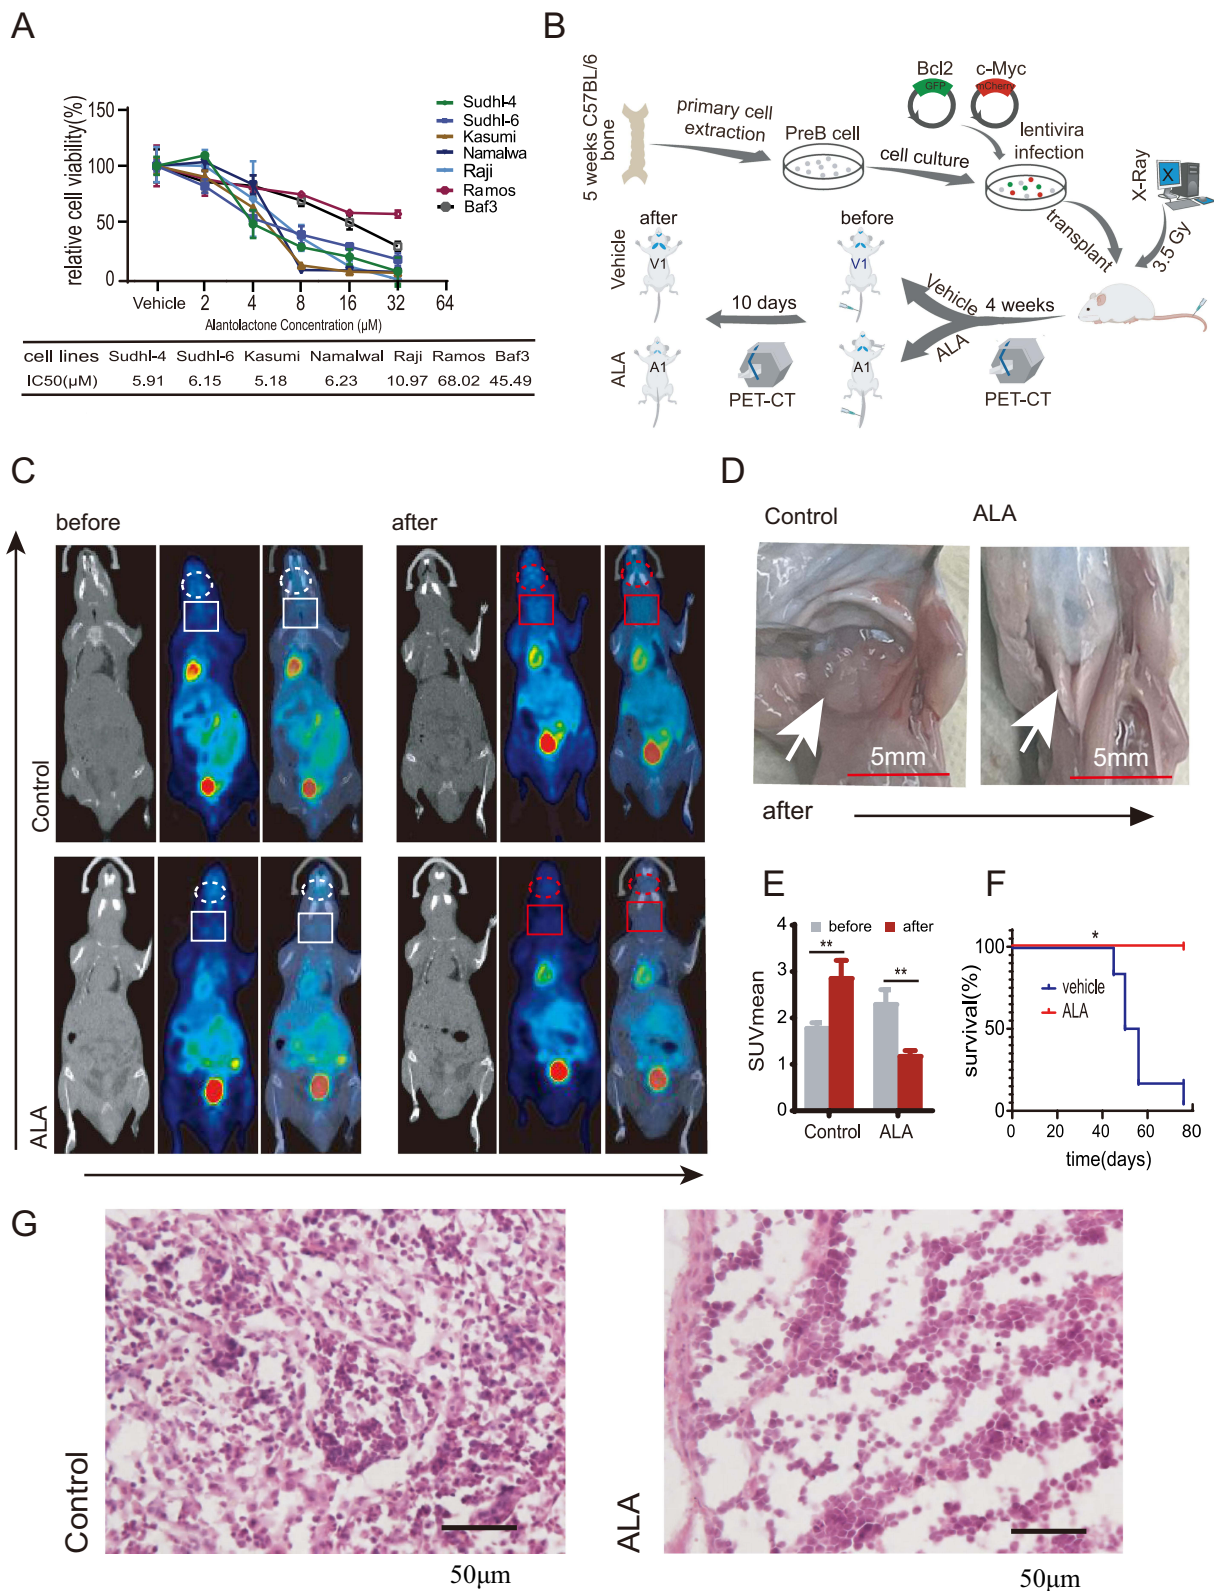 A
relative cell viability(%)
150
100
50
0
Vehicle 2 4 8 16 32 64
Alantolactone Concentration (μM)
Sudhl-4
Sudhl-6
Kasumi
Namalwa
Raji
Ramos
Baf3
cell lines Sudhl-4 Sudhl-6 Kasumi Namalwal Raji Ramos Baf3
IC50(μM) 5.91 6.15 5.18 6.23 10.97 68.02 45.49
B
5 weeks C57BL/6
bone
primary cell
extraction
PreB cell
cell culture
Bcl2
GFP
c-Myc
mCherry
lentivira
infection
transplant
X-Ray
X
3.5 Gy
4 weeks
Vehicle
ALA
PET-CT
before
V1
A1
10 days
PET-CT
after
V1
A1
Vehicle
ALA
C
before
after
Control
ALA
D
Control
ALA
5mm
5mm
after
E
SUVmean
4
3
2
1
0
before
after
**
**
Control
ALA
F
survival(%)
100
50
0
*
vehicle
ALA
0 20 40 60 80
time(days)
G
Control
50μm
ALA
50μm